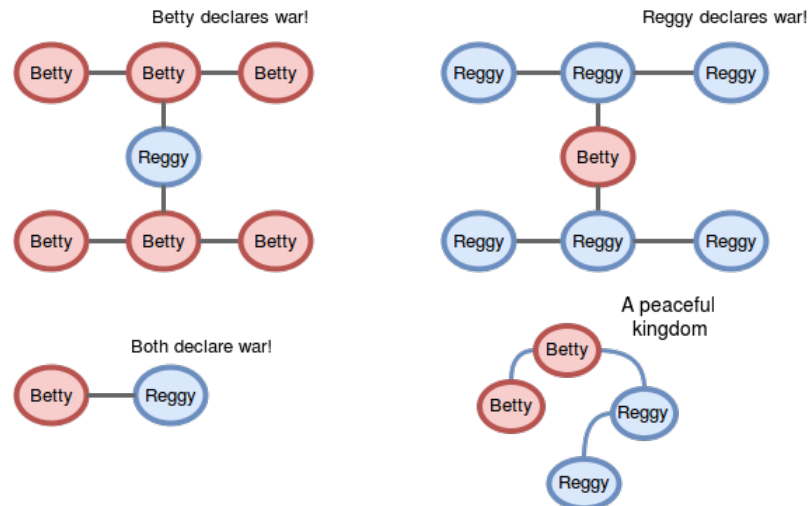 Betty declares war!
Betty Betty Betty
Reggy
Betty Betty Betty
Reggy declares war!
Reggy Reggy Reggy
Betty
Reggy Reggy Reggy
Both declare war!
Betty Reggy
A peaceful
kingdom
Betty
Betty
Reggy
Reggy